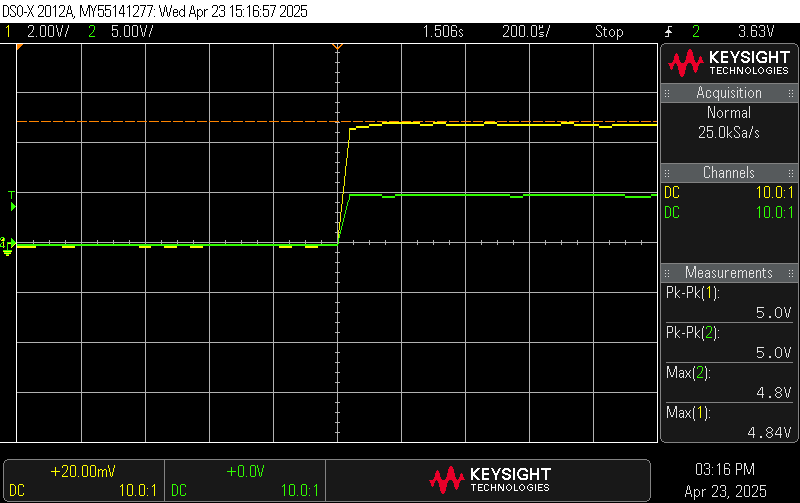 DSO-X 2012A, MY55141277: Wed Apr 23 15:16:57 2025
1 2.00V/ 2 5.00V/ 1.506s 200.0㎲/ Stop 2 3.63V
KEYSIGHT
TECHNOLOGIES
Acquisition
Normal
25.0kSa/s
Channels
DC 10.0:1
DC 10.0:1
Measurements
Pk-Pk(1):
5.0V
Pk-Pk(2):
5.0V
Max(2):
4.8V
Max(1):
4.84V
T
+20.00mV
DC 10.0:1
+0.0V
DC 10.0:1
KEYSIGHT
TECHNOLOGIES
03:16 PM
Apr 23, 2025